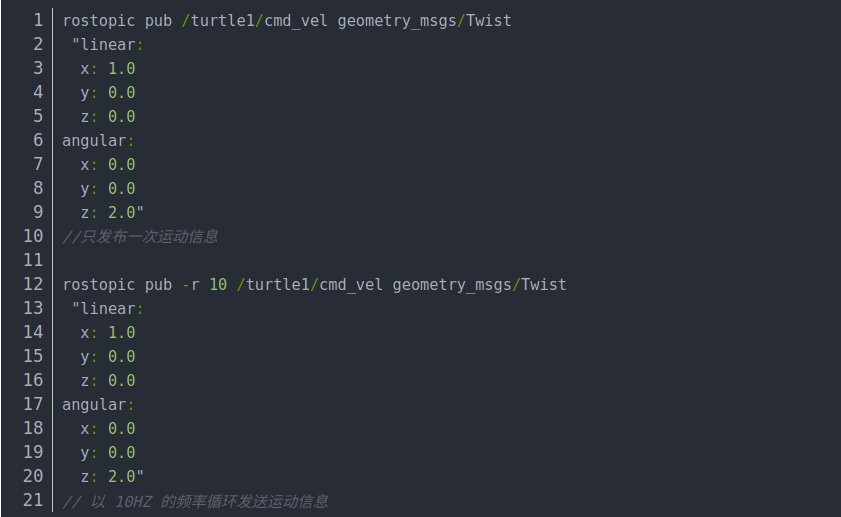 1 rostopic pub /turtle1/cmd_vel geometry_msgs/Twist
2  "linear:
3   x: 1.0
4   y: 0.0
5   z: 0.0
6 angular:
7   x: 0.0
8   y: 0.0
9   z: 2.0"
10 //只发布一次运动信息
11
12 rostopic pub -r 10 /turtle1/cmd_vel geometry_msgs/Twist
13  "linear:
14   x: 1.0
15   y: 0.0
16   z: 0.0
17 angular:
18   x: 0.0
19   y: 0.0
20   z: 2.0"
21 // 以 10HZ 的频率循环发送运动信息